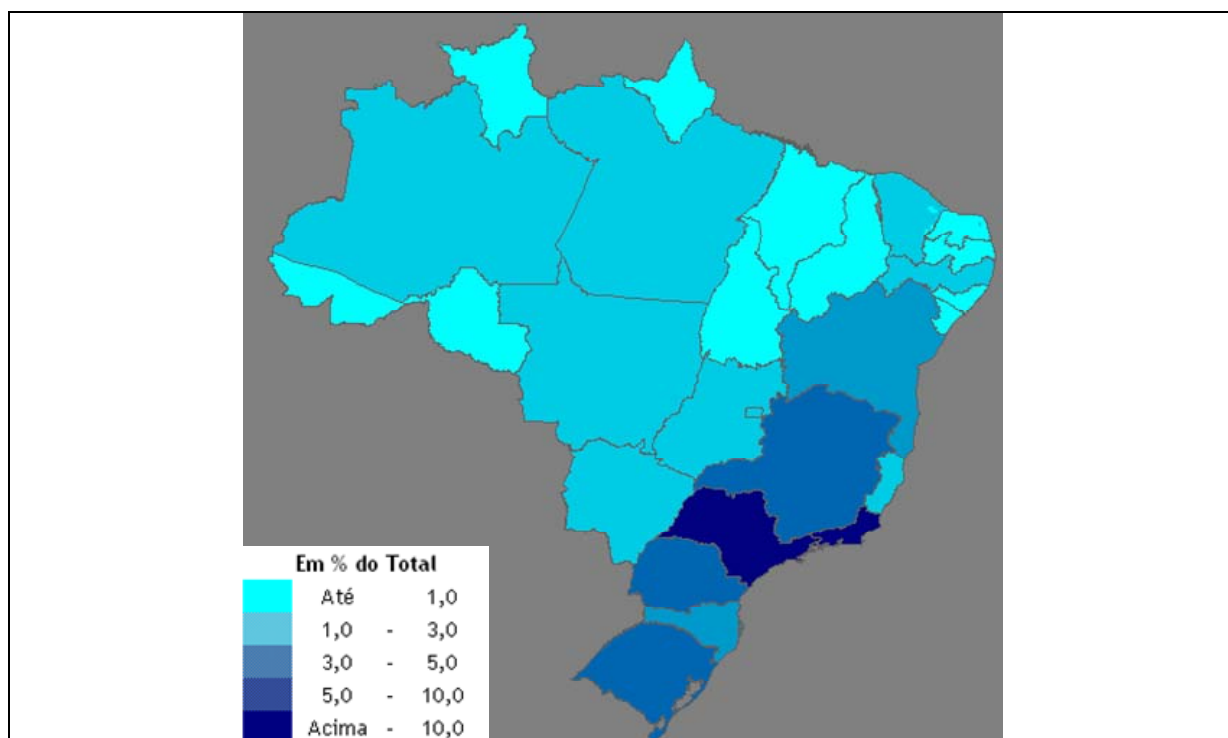 Em % do Total
Até 1,0
1,0 - 3,0
3,0 - 5,0
5,0 - 10,0
Acima - 10,0